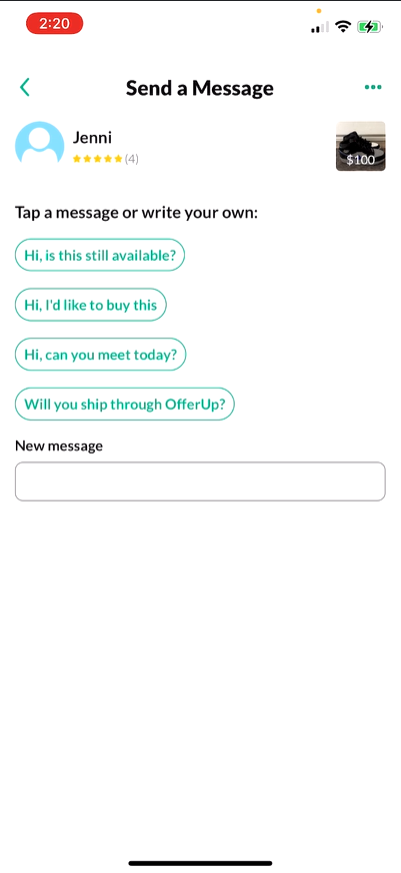 2:20
Send a Message
Jenni
(4)
$100
Tap a message or write your own:
Hi, is this still available?
Hi, I'd like to buy this
Hi, can you meet today?
Will you ship through OfferUp?
New message